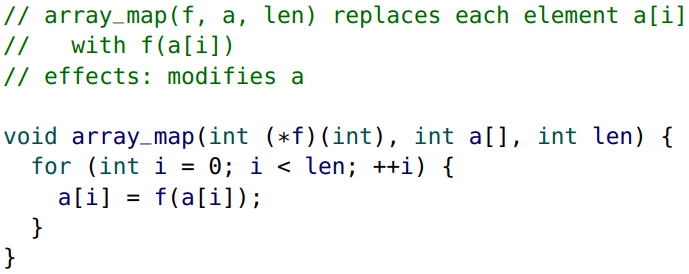 // array_map(f, a, len) replaces each element a[i]
//   with f(a[i])
// effects: modifies a

void array_map(int (*f)(int), int a[], int len) {
  for (int i = 0; i < len; ++i) {
    a[i] = f(a[i]);
  }
}